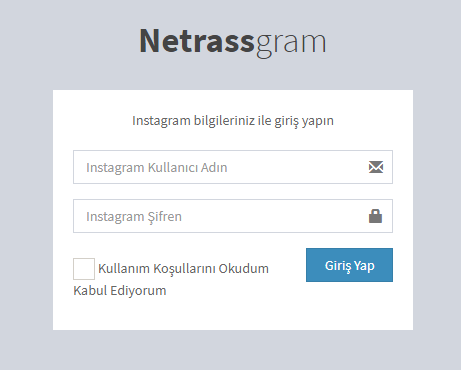 Netrassgram
Instagram bilgileriniz ile giriş yapın
Instagram Kullanıcı Adın
Instagram Şifren
Kullanım Koşullarını Okudum
Kabul Ediyorum
Giriş Yap